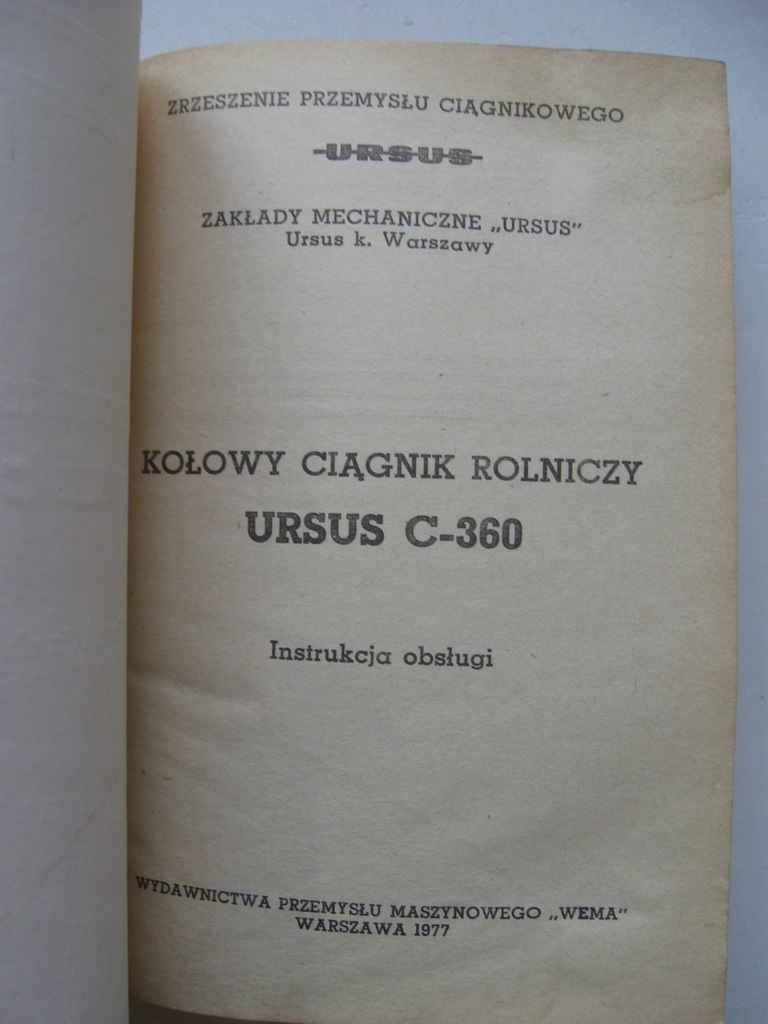 ZRZESZENIE PRZEMYSŁU CIĄGNIKOWEGO
URSUS
ZAKŁADY MECHANICZNE „URSUS”
Ursus k. Warszawy
KOŁOWY CIĄGNIK ROLNICZY
URSUS C-360
Instrukcja obsługi
WYDAWNICTWA PRZEMYSŁU MASZYNOWEGO „WEMA”
WARSZAWA 1977